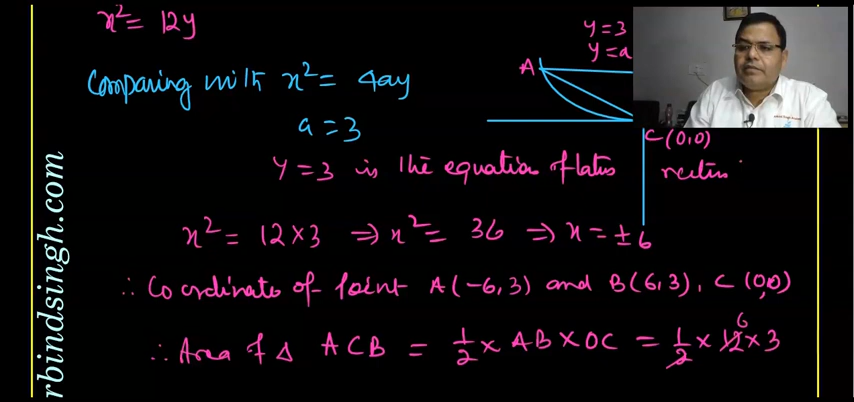 x² = 12y
y = 3
y = a
A
Comparing with x² = 4ay
a = 3
C(0,0)
y = 3 is the equation of latus rectum
x² = 12×3 ⇒ x² = 36 ⇒ x = ±6
∴ Coordinate of point A(-6,3) and B(6,3), C(0,0)
∴ Area of Δ ACB = 1/2 × AB × OC = 1/2 × 12 6 × 3
rbindsingh.com